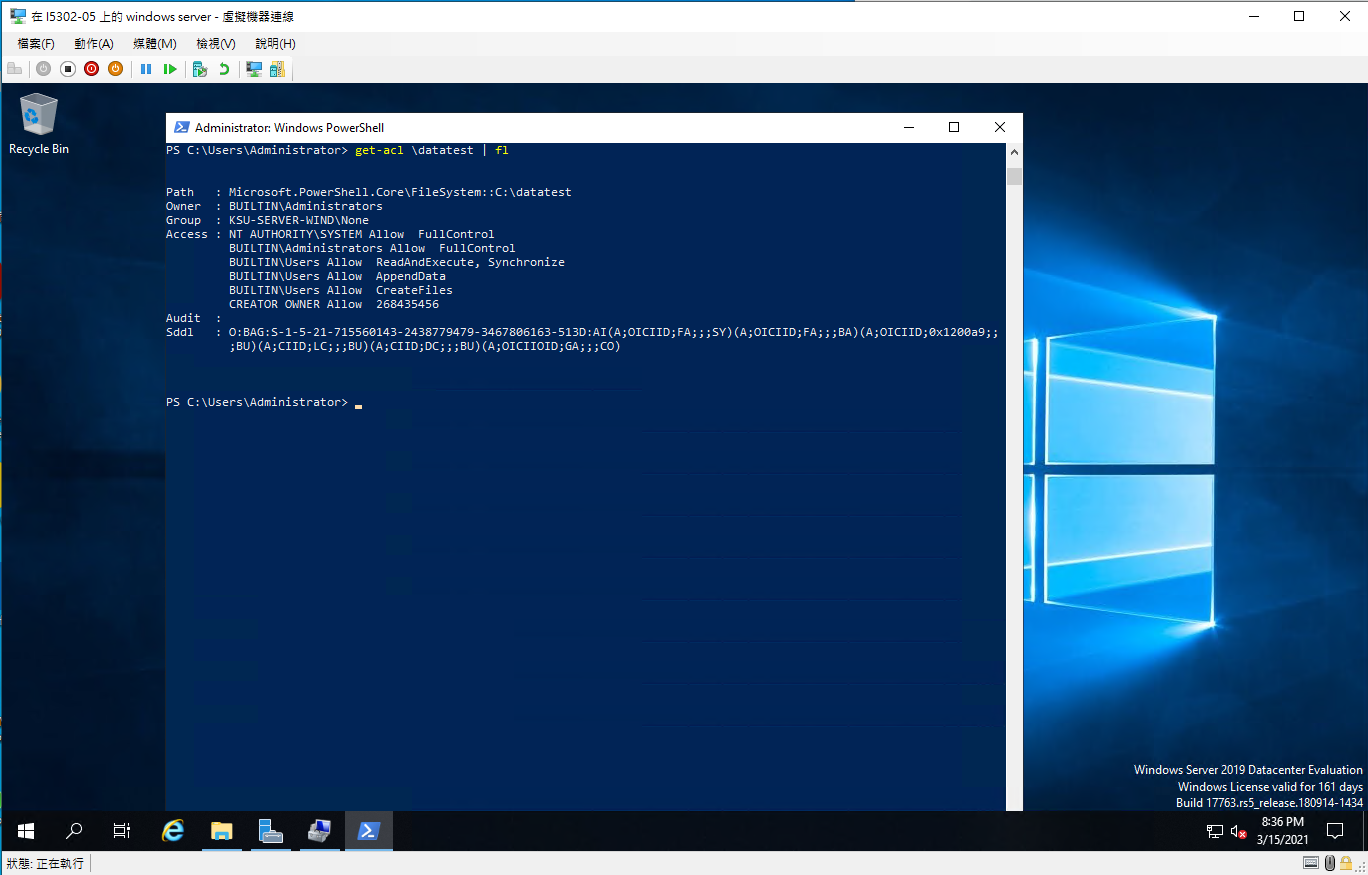 在 I5302-05 上的 windows server - 虛擬機器連線
檔案(F) 動作(A) 媒體(M) 檢視(V) 說明(H)
Recycle Bin
Administrator: Windows PowerShell
PS C:\Users\Administrator> get-acl \datatest | fl
Path   : Microsoft.PowerShell.Core\FileSystem::C:\datatest
Owner  : BUILTIN\Administrators
Group  : KSU-SERVER-WIND\None
Access : NT AUTHORITY\SYSTEM Allow  FullControl
BUILTIN\Administrators Allow  FullControl
BUILTIN\Users Allow  ReadAndExecute, Synchronize
BUILTIN\Users Allow  AppendData
BUILTIN\Users Allow  CreateFiles
CREATOR OWNER Allow  268435456
Audit  :
Sddl   : O:BAG:S-1-5-21-715560143-2438779479-3467806163-513D:AI(A;OICIID;FA;;;SY)(A;OICIID;FA;;;BA)(A;OICIID;0x1200a9;;
;BU)(A;CIID;LC;;;BU)(A;CIID;DC;;;BU)(A;OICIIOID;GA;;;CO)
PS C:\Users\Administrator>
Windows Server 2019 Datacenter Evaluation
Windows License valid for 161 days
Build 17763.rs5_release.180914-1434
8:36 PM
3/15/2021
狀態: 正在執行